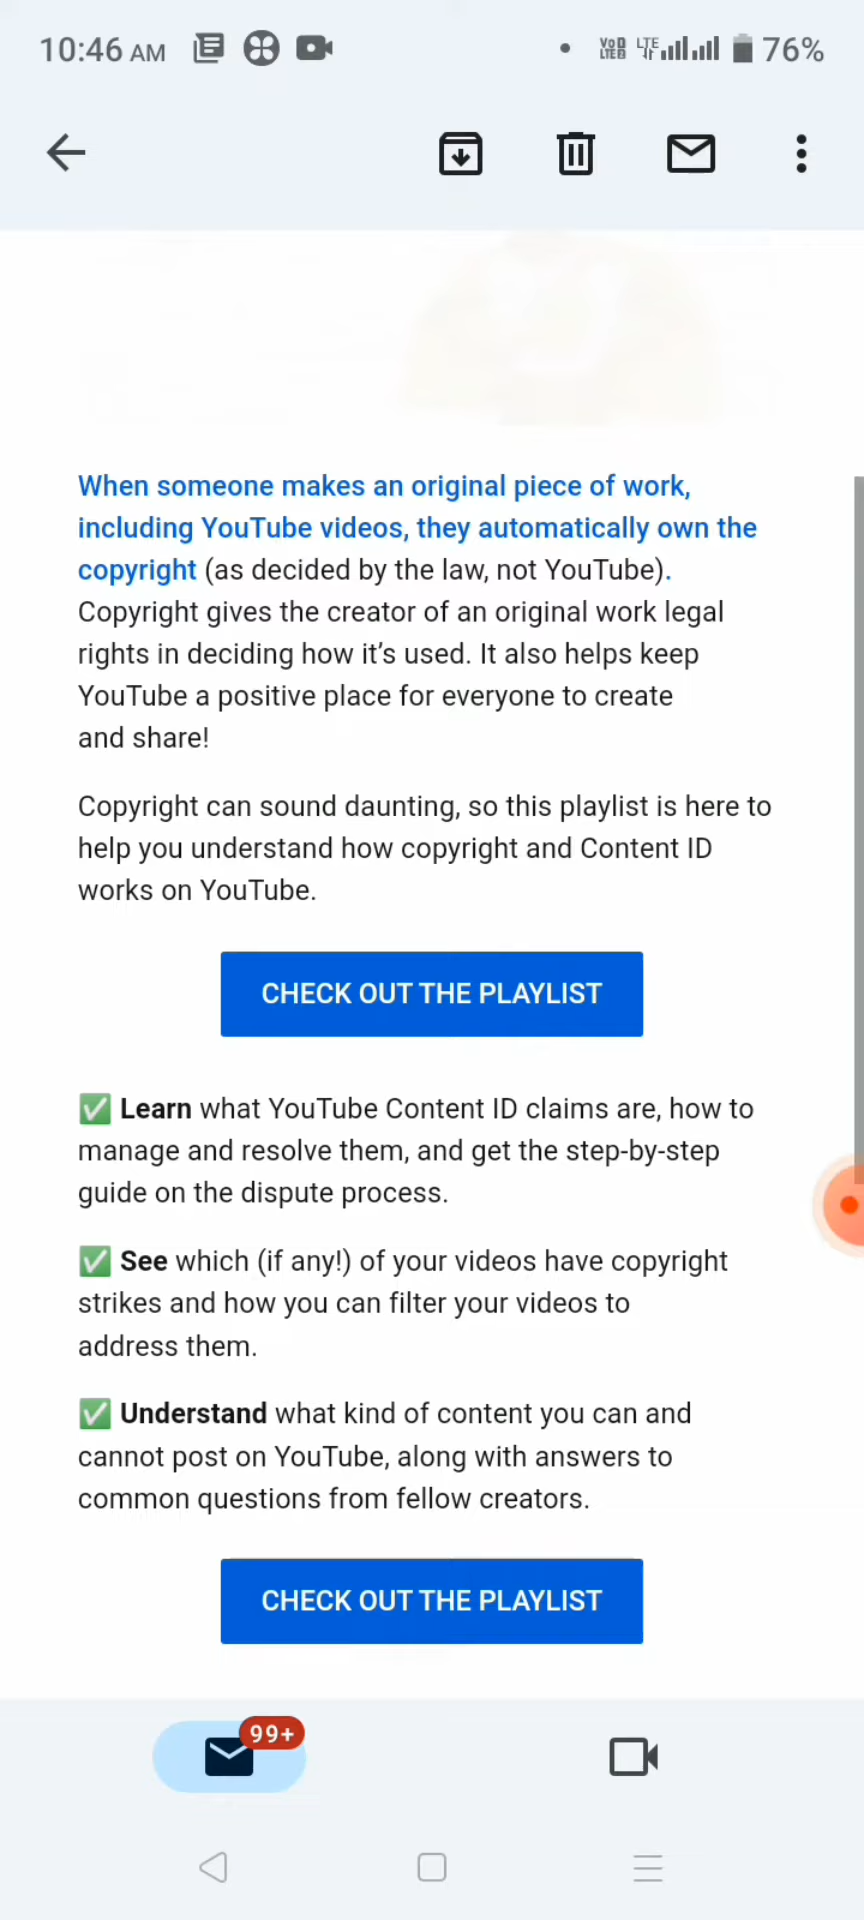 10:46 AM
VoD LTE2 LTE 76%
When someone makes an original piece of work,
including YouTube videos, they automatically own the
copyright (as decided by the law, not YouTube).
Copyright gives the creator of an original work legal
rights in deciding how it’s used. It also helps keep
YouTube a positive place for everyone to create
and share!
Copyright can sound daunting, so this playlist is here to
help you understand how copyright and Content ID
works on YouTube.
CHECK OUT THE PLAYLIST
✅ Learn what YouTube Content ID claims are, how to
manage and resolve them, and get the step-by-step
guide on the dispute process.
✅ See which (if any!) of your videos have copyright
strikes and how you can filter your videos to
address them.
✅ Understand what kind of content you can and
cannot post on YouTube, along with answers to
common questions from fellow creators.
CHECK OUT THE PLAYLIST
99+